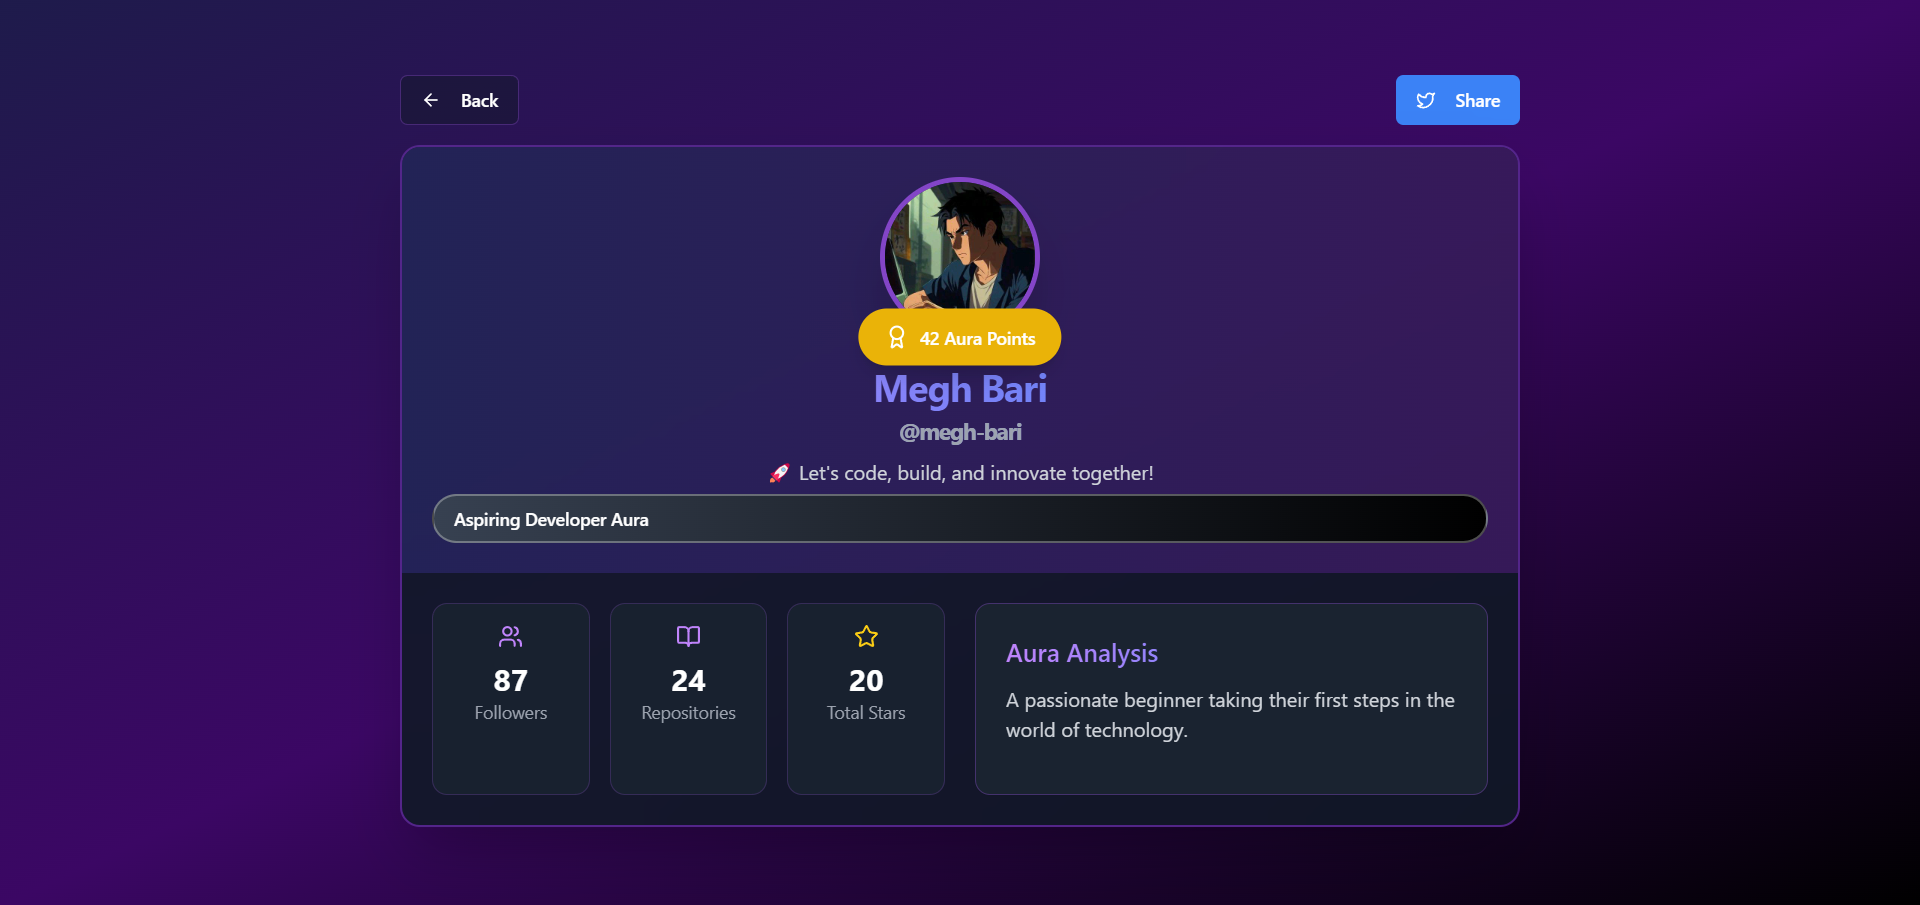 Back
Share
42 Aura Points
Megh Bari
@megh-bari
🚀 Let's code, build, and innovate together!
Aspiring Developer Aura
87
Followers
24
Repositories
20
Total Stars
Aura Analysis
A passionate beginner taking their first steps in the
world of technology.